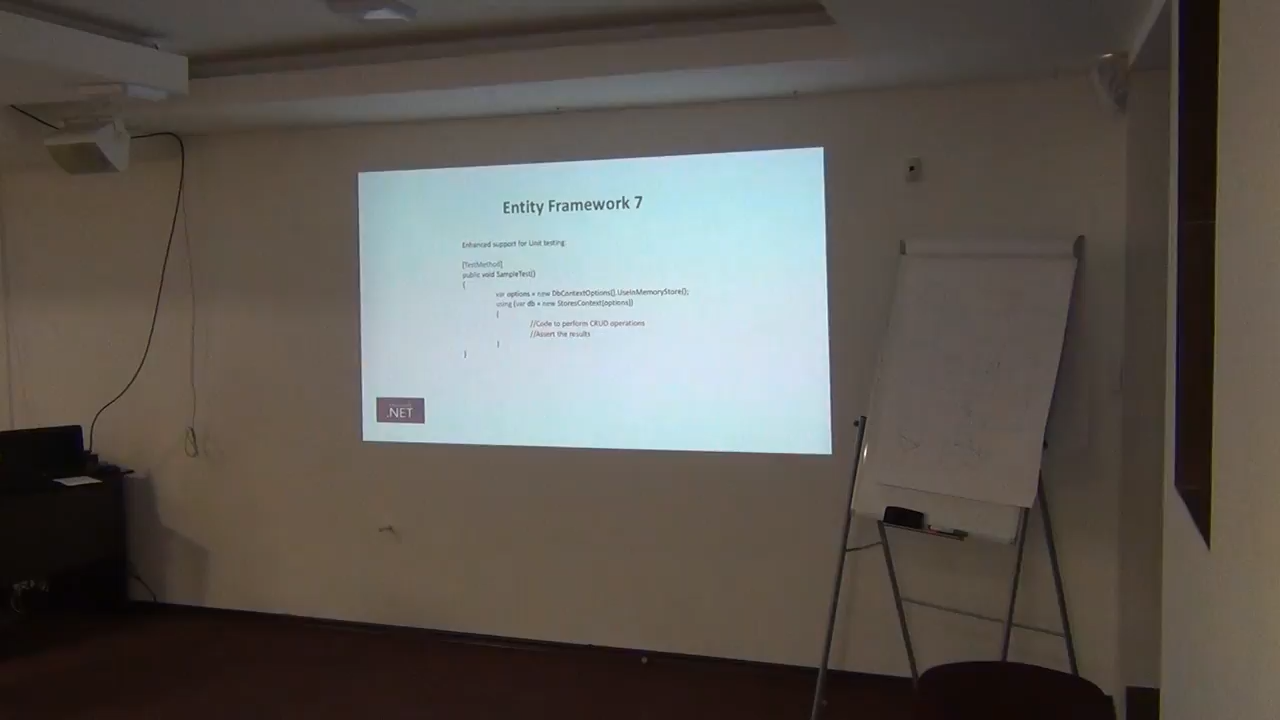 Entity Framework 7
Enhanced support for Unit testing
[TestMethod]
public void SampleTest()
{
var options = new DbContextOptions().UseInMemoryStore();
using (var db = new StoresContext(options))
{
//Code to perform CRUD operations
//Assert the results
}
}
.NET